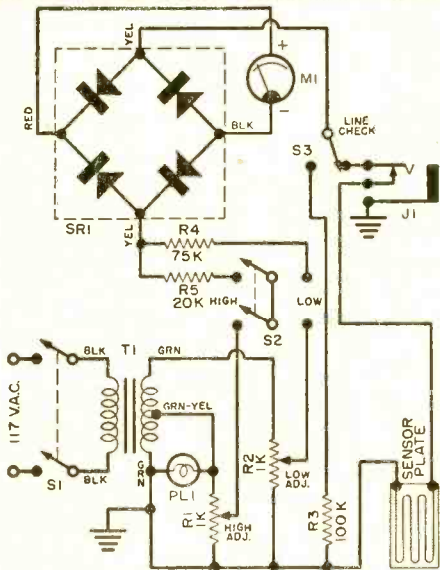 YEL
+
M1
RED
BLK
-
LINE
CHECK
S3
SR1
YEL
J1
R4
75K
R5
20K
HIGH
LOW
S2
117 V.A.C.
BLK
T1
GRN
GRN-YEL
SENSOR
PLATE
S1
BLK
GRN
PL1
R1
1K
HIGH
ADJ.
R2
1K
LOW
ADJ.
R3
100K